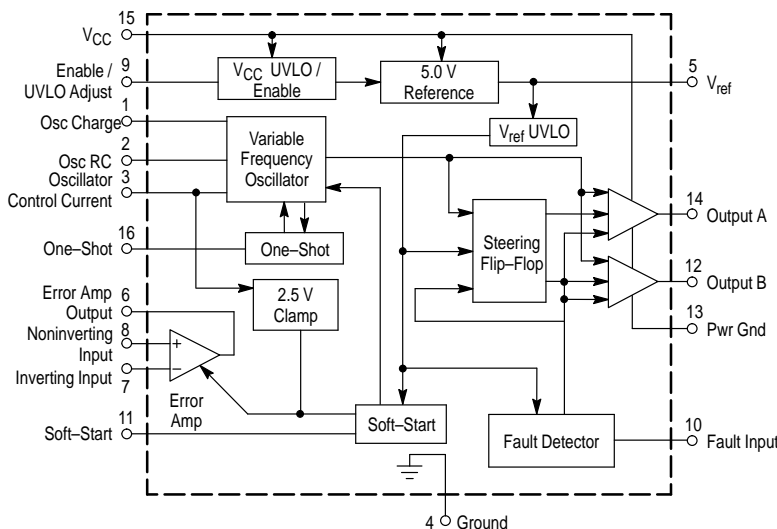 15
VCC
9
Enable /
UVLO Adjust
1
Osc Charge
2
Osc RC
Oscillator
3
Control Current
16
One–Shot
Error Amp
6
Output
8
Noninverting
Input
Inverting Input
7
11
Soft–Start
VCC UVLO /
Enable
5.0 V
Reference
Vref UVLO
Variable
Frequency
Oscillator
One–Shot
2.5 V
Clamp
Steering
Flip–Flop
+
–
Error
Amp
Soft–Start
Fault Detector
5
Vref
14
Output A
12
Output B
13
Pwr Gnd
10
Fault Input
4 Ground